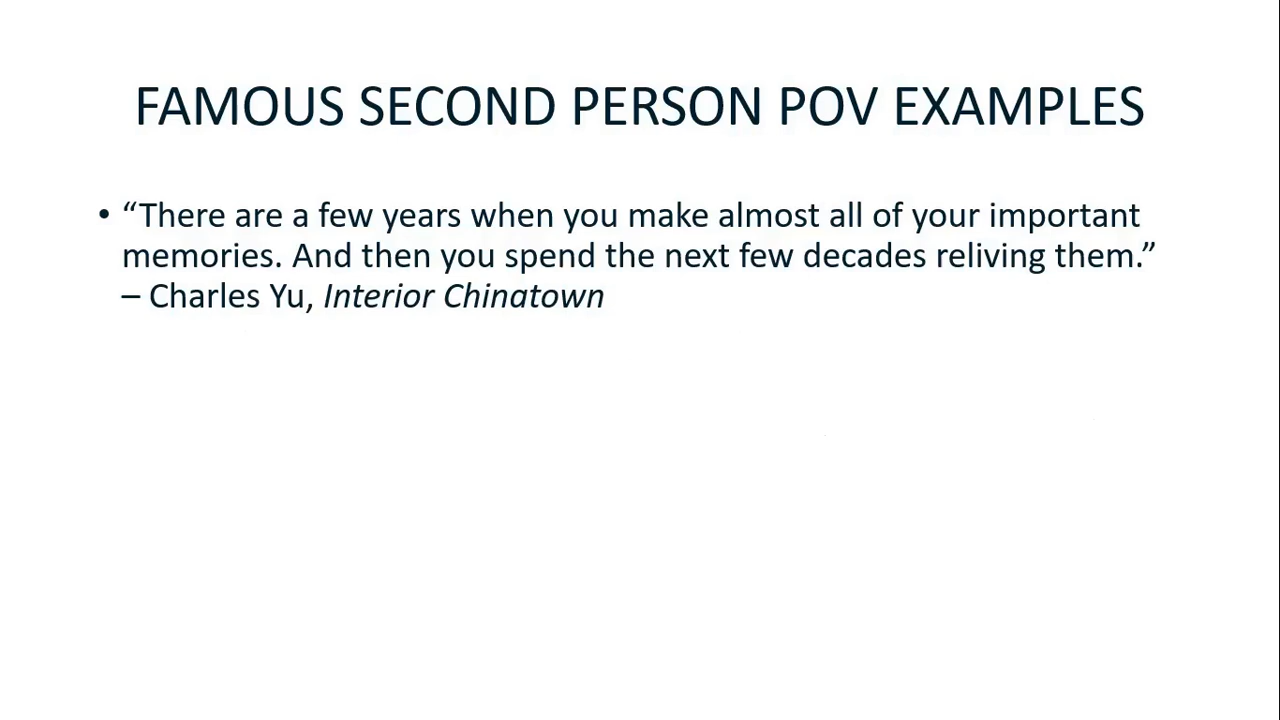 FAMOUS SECOND PERSON POV EXAMPLES
• “There are a few years when you make almost all of your important
memories. And then you spend the next few decades reliving them.”
– Charles Yu, Interior Chinatown